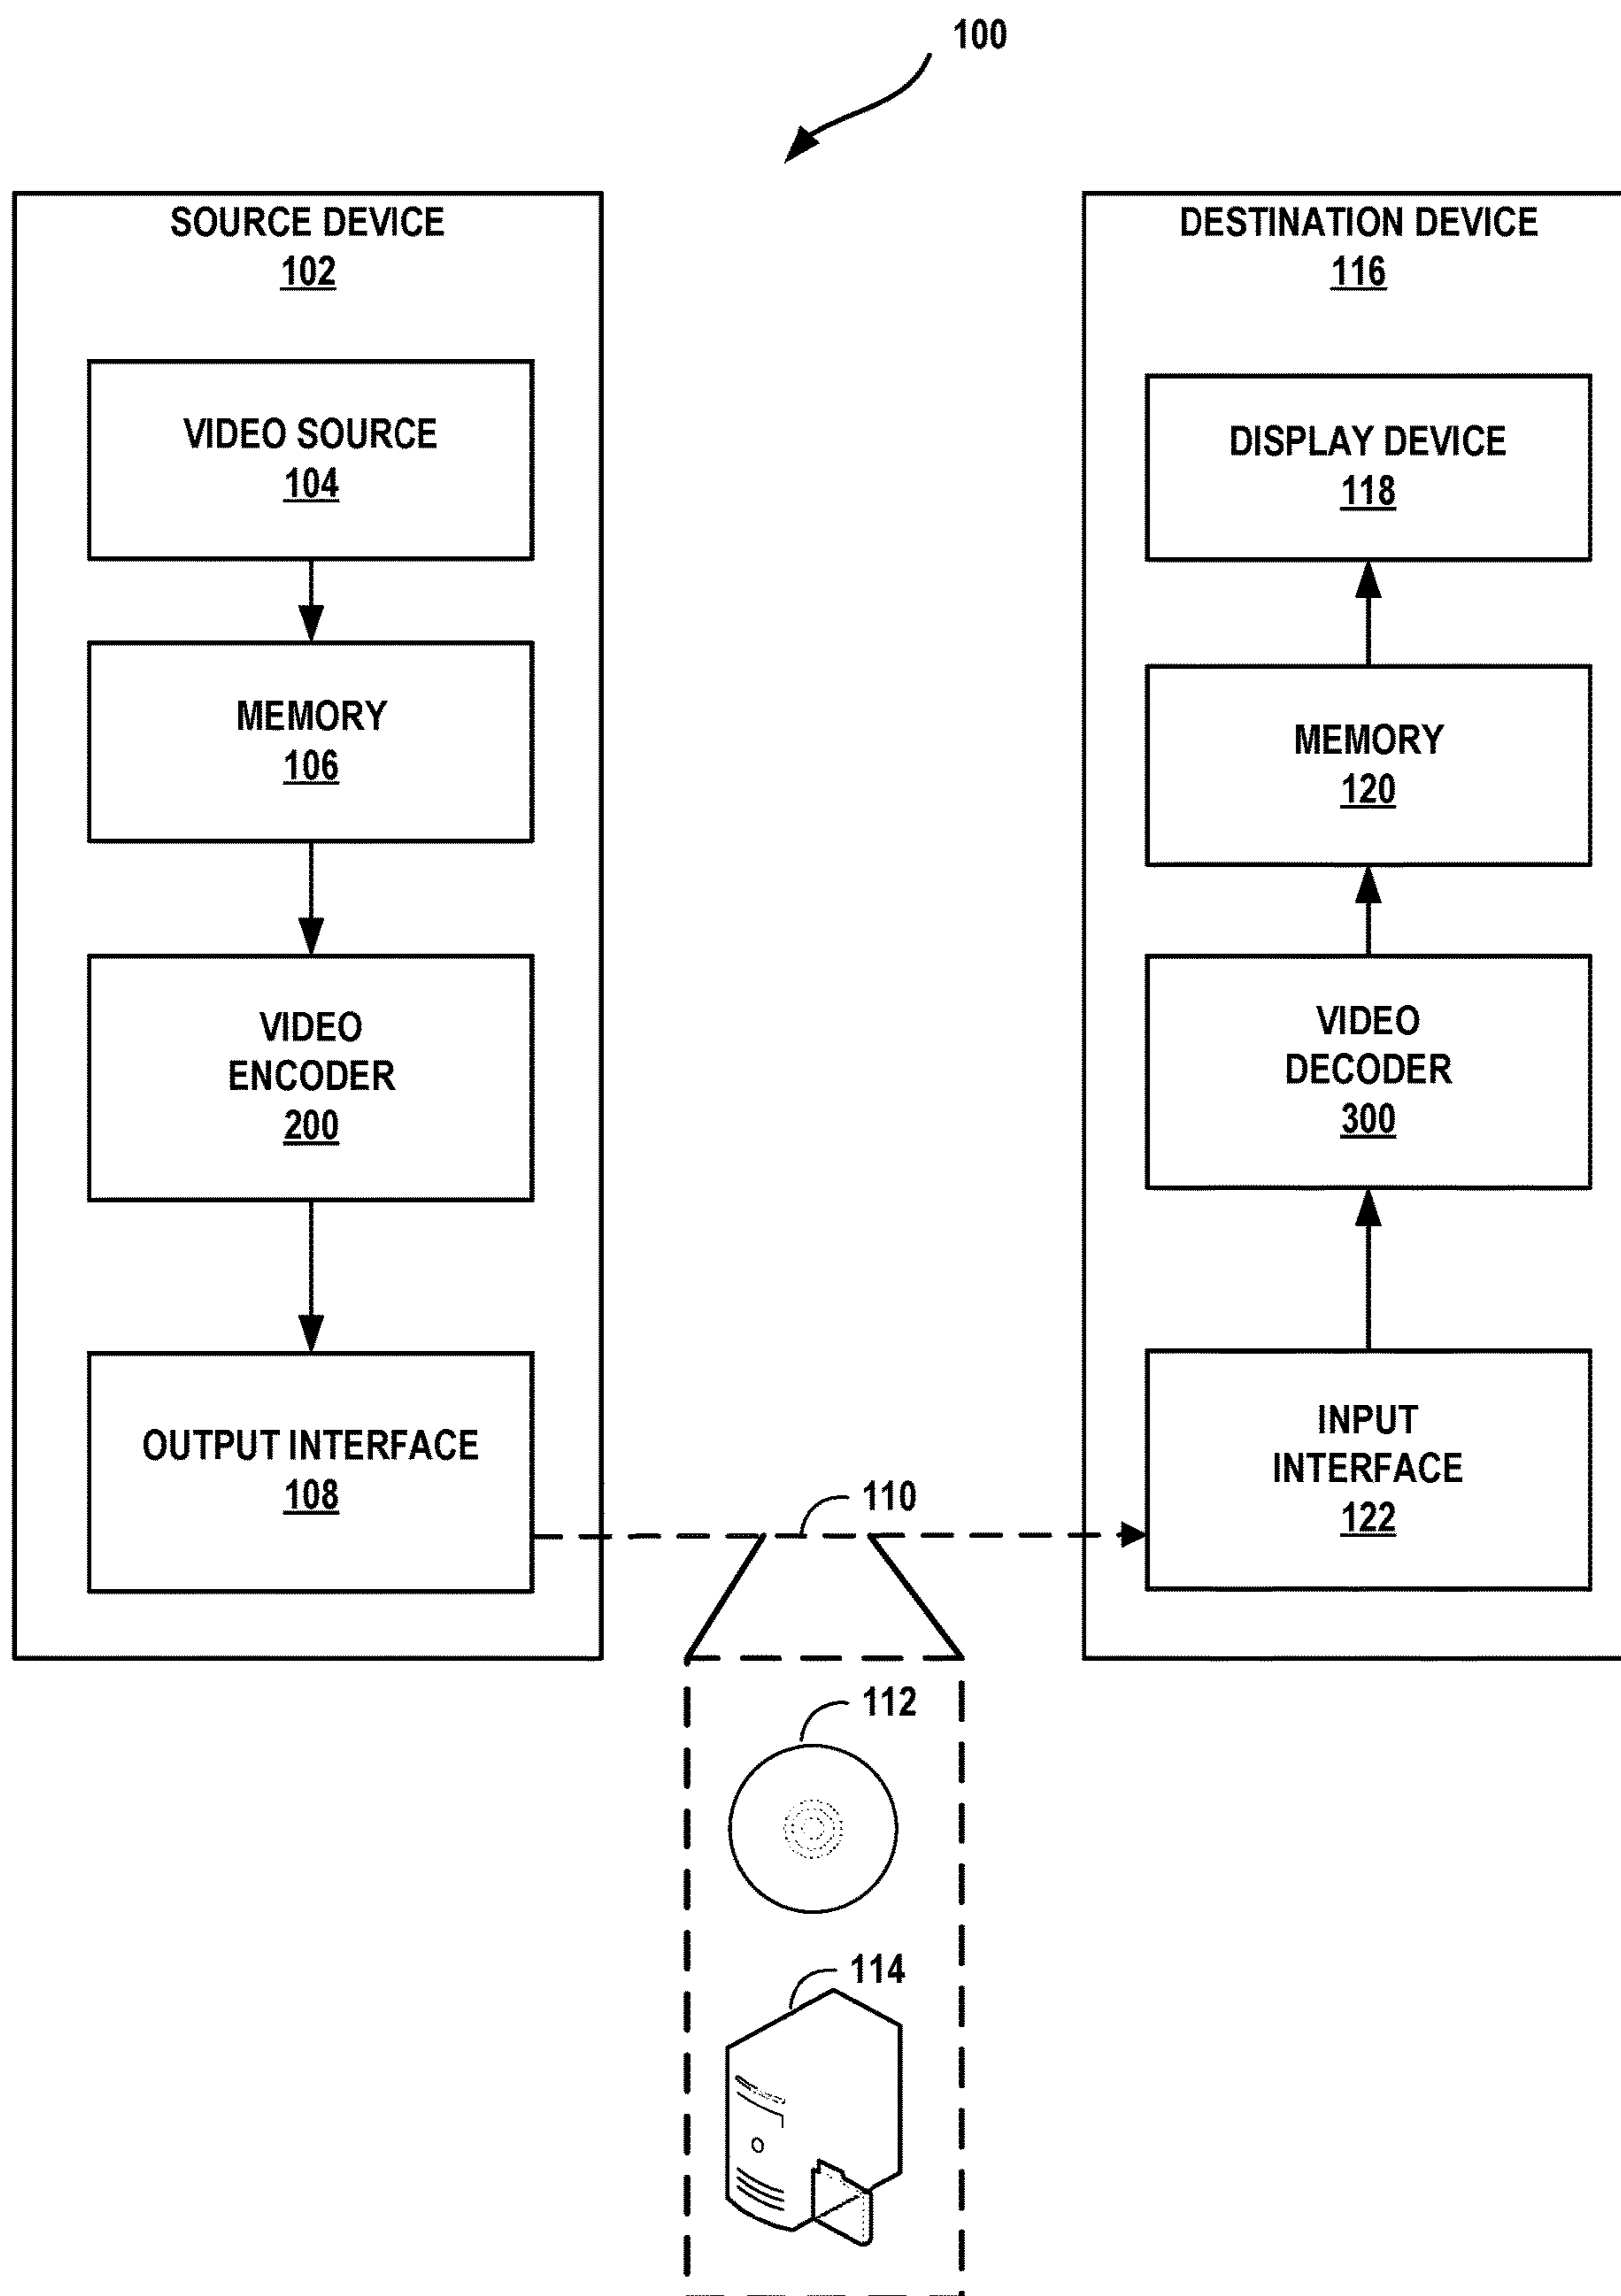 100
SOURCE DEVICE
102
VIDEO SOURCE
104
MEMORY
106
VIDEO
ENCODER
200
OUTPUT INTERFACE
108
DESTINATION DEVICE
116
DISPLAY DEVICE
118
MEMORY
120
VIDEO
DECODER
300
INPUT
INTERFACE
122
110
112
114